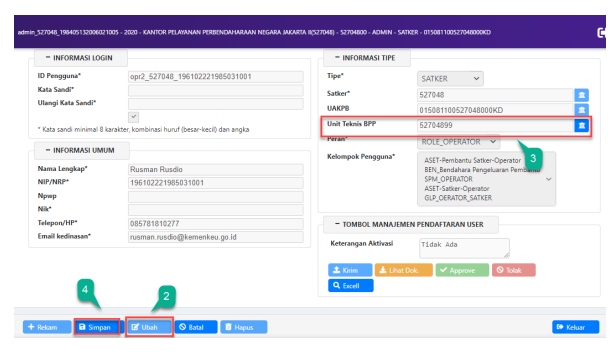 admin_527048_198405132006021005 - 2020 - KANTOR PELAYANAN PERBENDAHARAAN NEGARA JAKARTA II(527048) - 52704800 - ADMIN - SATKER - 015081100527048000KD
− INFORMASI LOGIN
ID Pengguna* opr2_527048_196102221985031001
Kata Sandi*
Ulangi Kata Sandi*
* Kata sandi minimal 8 karakter, kombinasi huruf (besar-kecil) dan angka
− INFORMASI UMUM
Nama Lengkap* Rusman Rusdio
NIP/NRP* 196102221985031001
Npwp
Nik*
Telepon/HP* 085781810277
Email kedinasan* rusman.rusdio@kemenkeu.go.id
− INFORMASI TIPE
Tipe* SATKER
Satker* 527048
UAKPB 015081100527048000KD
Unit Teknis BPP 52704899
Peran* ROLE_OPERATOR
3
Kelompok Pengguna* ASET-Pembantu Satker-Operator
BEN_Bendahara Pengeluaran Pembantu
SPM_OPERATOR
ASET-Satker-Operator
GLP_OERATOR_SATKER
− TOMBOL MANAJEMEN PENDAFTARAN USER
Keterangan Aktivasi Tidak Ada
Kirim Lihat Dok. Approve Tolak
Excell
4 2
+ Rekam Simpan Ubah Batal Hapus Keluar